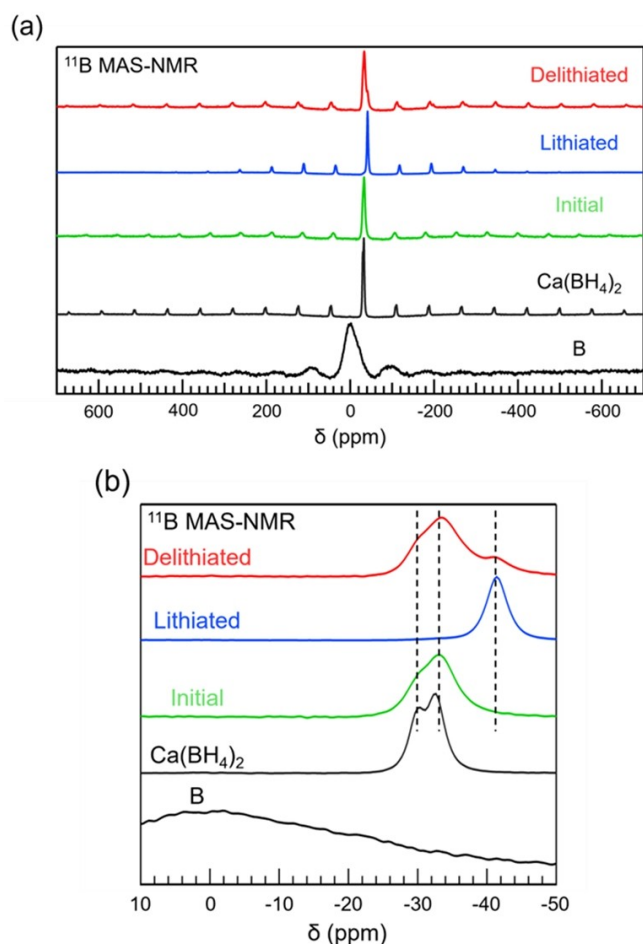 (a)
¹¹B MAS-NMR
Delithiated
Lithiated
Initial
Ca(BH₄)₂
B
600 400 200 0 -200 -400 -600
δ (ppm)
(b)
¹¹B MAS-NMR
Delithiated
Lithiated
Initial
Ca(BH₄)₂
B
10 0 -10 -20 -30 -40 -50
δ (ppm)